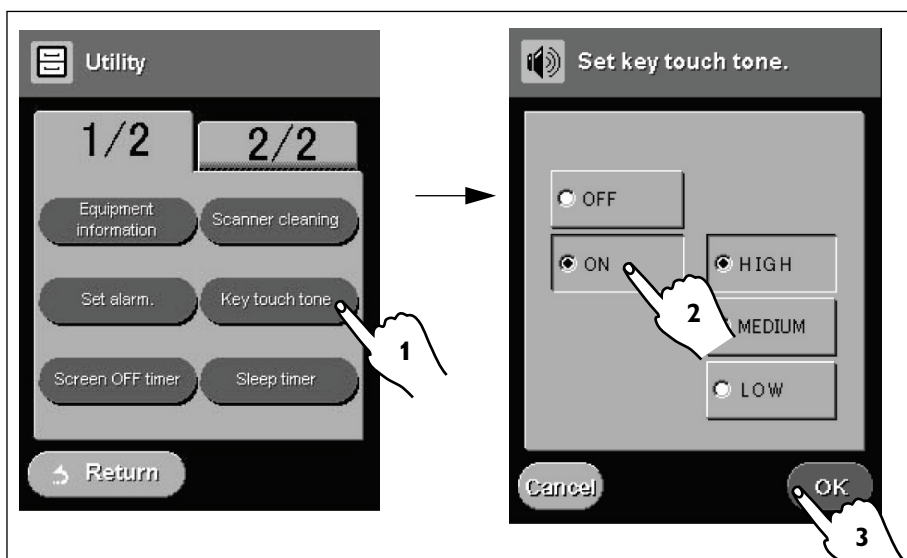 Utility
1/2
2/2
Equipment
information
Scanner cleaning
Set alarm.
Key touch tone
1
Screen OFF timer
Sleep timer
Return
Set key touch tone.
OFF
ON
HIGH
2
MEDIUM
LOW
Cancel
OK
3